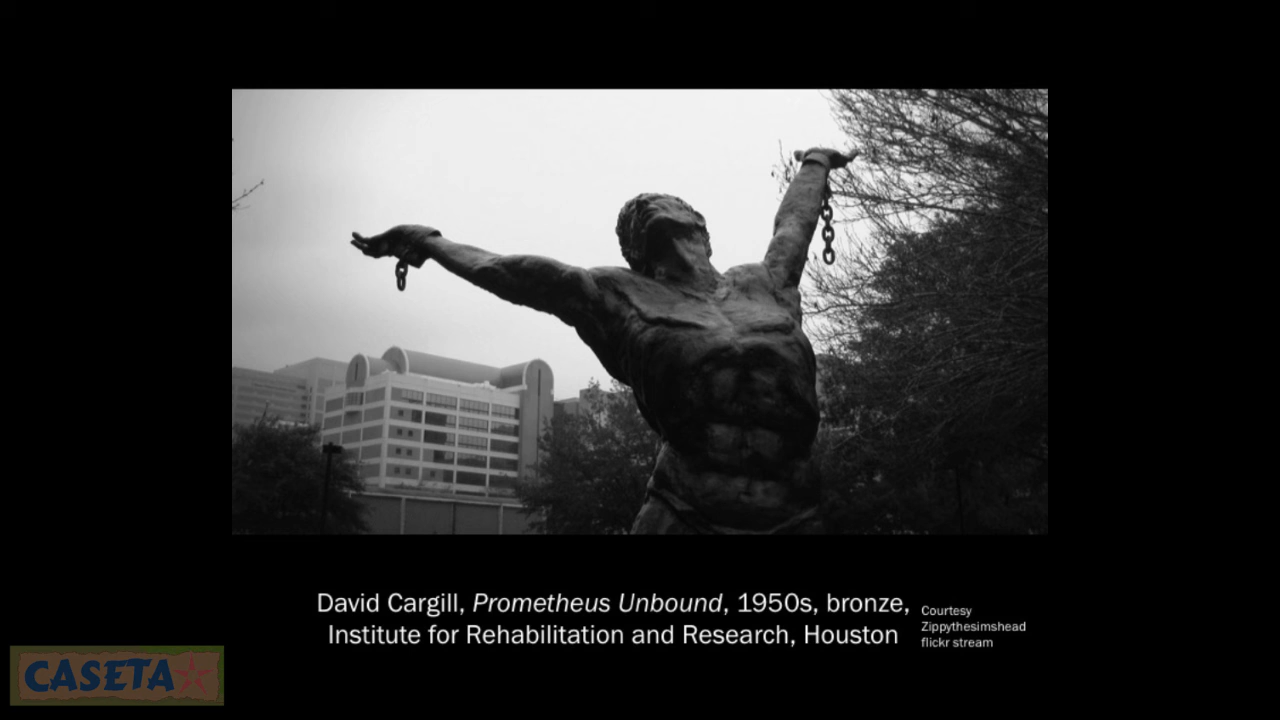 David Cargill, Prometheus Unbound, 1950s, bronze,
Institute for Rehabilitation and Research, Houston
Courtesy
Zippythesimshead
flickr stream
CASETA